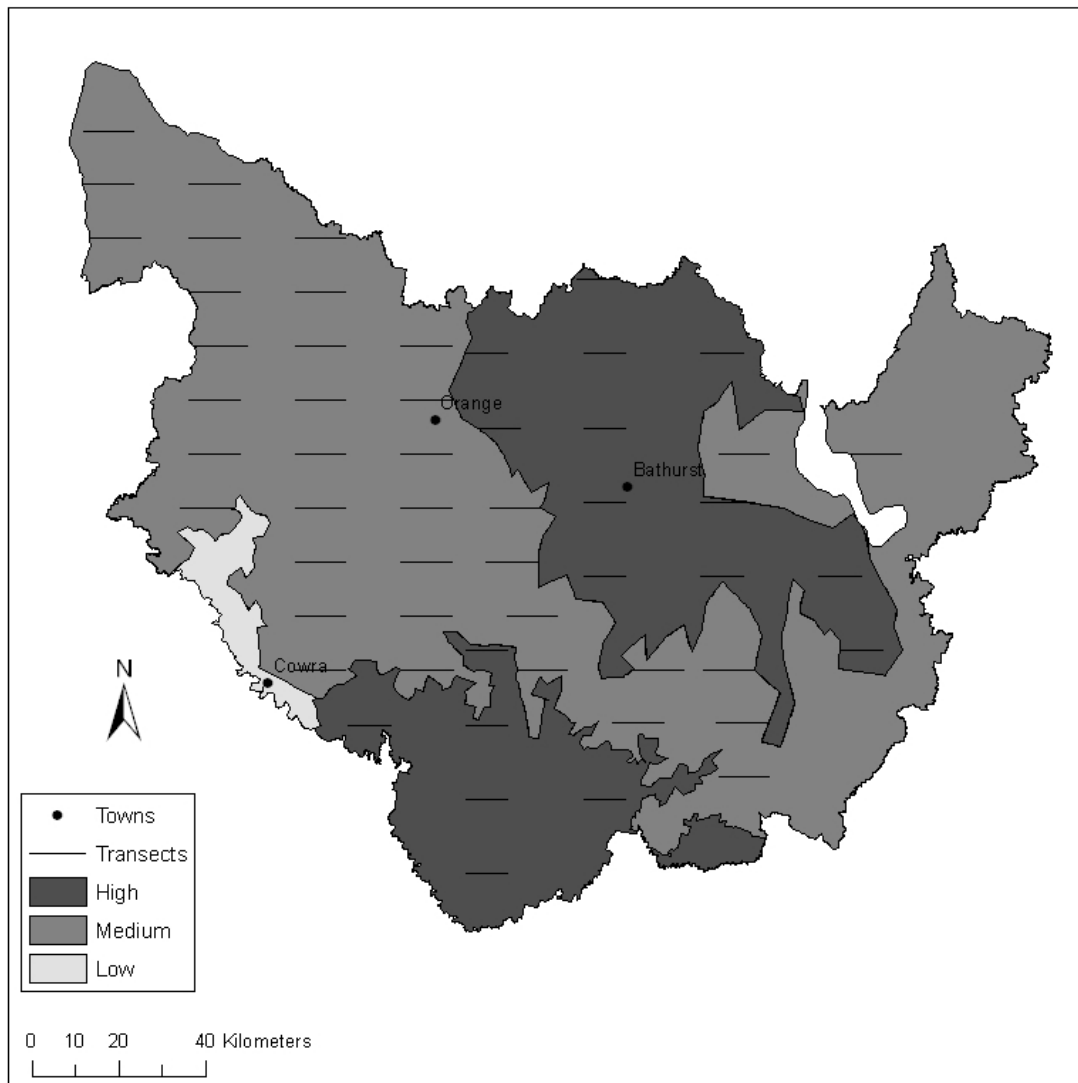 Orange
Bathurst
Cowra
N
Towns
Transects
High
Medium
Low
0 10 20 40 Kilometers